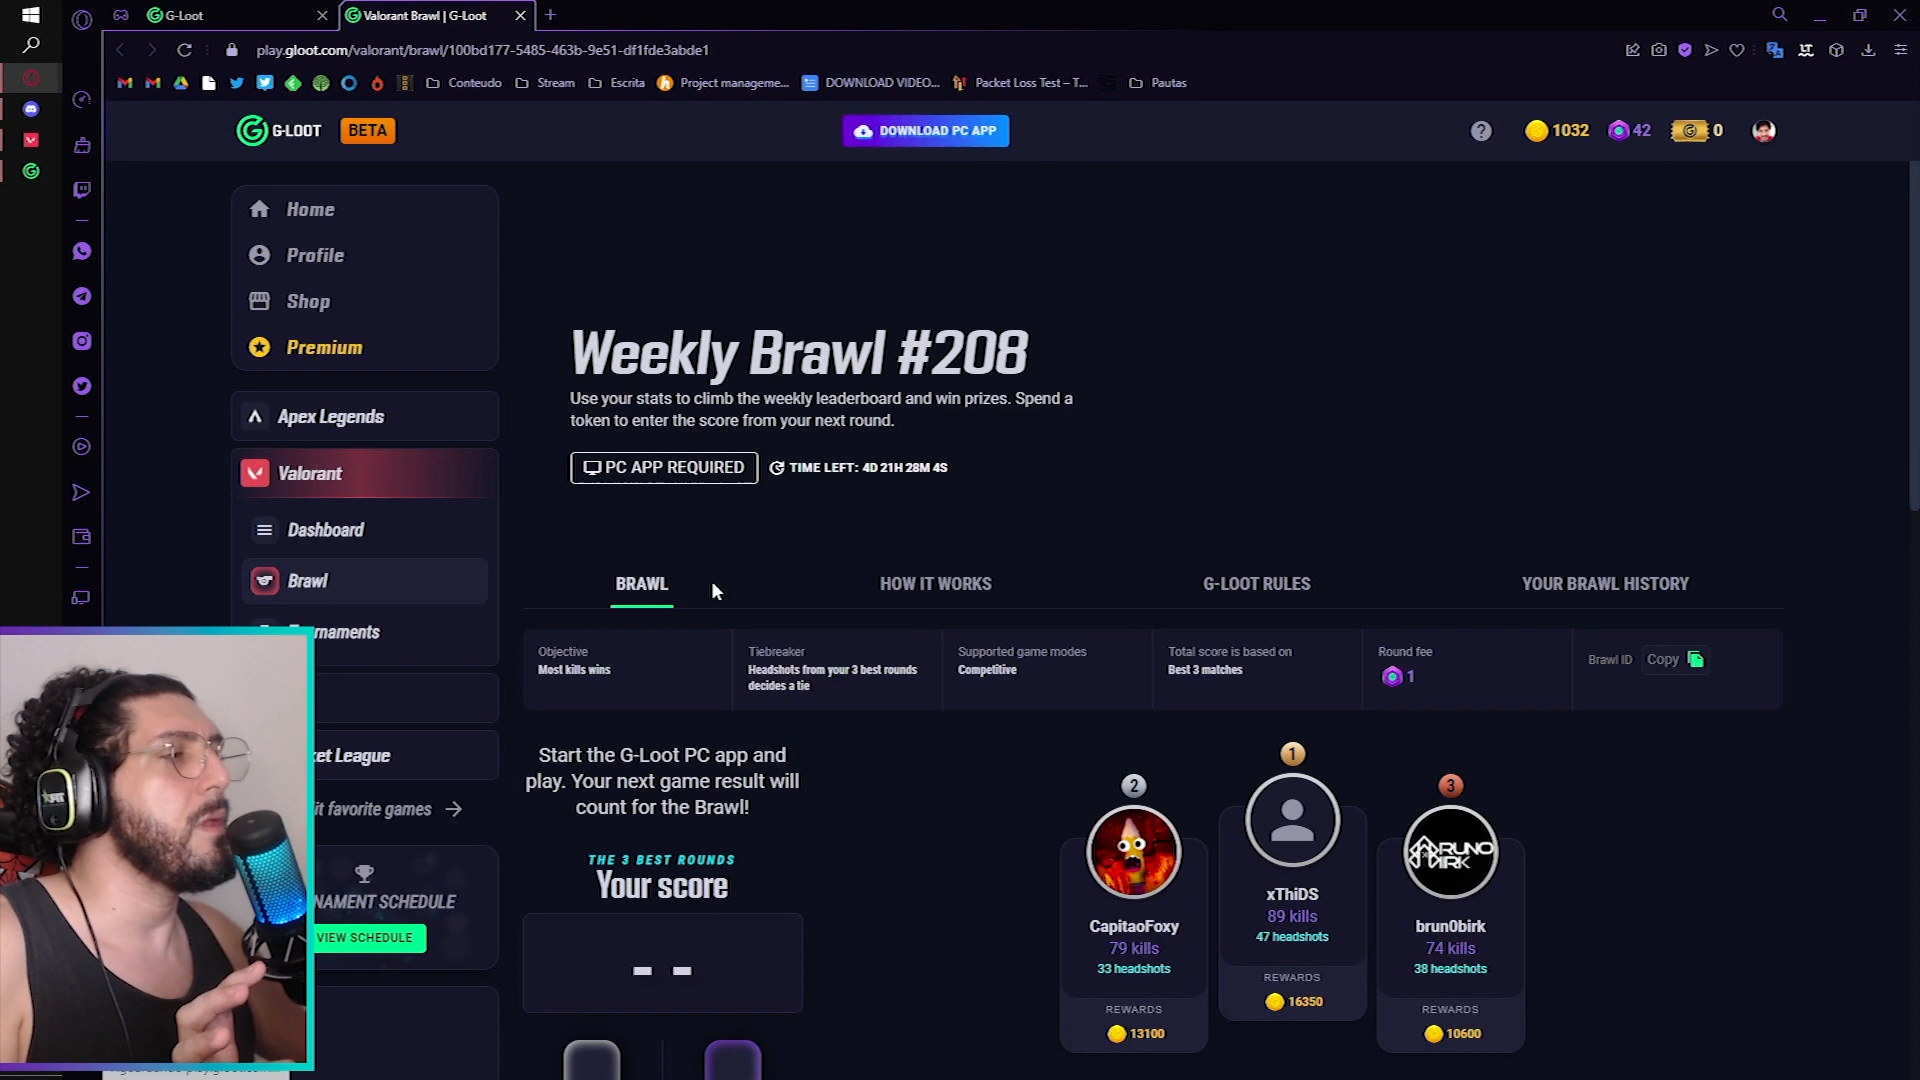 G-Loot
Valorant Brawl | G-Loot
play.gloot.com/valorant/brawl/100bd177-5485-463b-9e51-df1fde3abde1
Conteudo
Stream
Escrita
Project manageme...
DOWNLOAD VIDEO...
Packet Loss Test – T...
Pautas
G-LOOT
BETA
DOWNLOAD PC APP
1032
42
0
Home
Profile
Shop
Premium
Apex Legends
Valorant
Dashboard
Brawl
rnaments
et League
it favorite games
NAMENT SCHEDULE
VIEW SCHEDULE
Weekly Brawl #208
Use your stats to climb the weekly leaderboard and win prizes. Spend a
token to enter the score from your next round.
PC APP REQUIRED
TIME LEFT: 4D 21H 28M 4S
BRAWL
HOW IT WORKS
G-LOOT RULES
YOUR BRAWL HISTORY
Objective
Most kills wins
Tiebreaker
Headshots from your 3 best rounds
decides a tie
Supported game modes
Competitive
Total score is based on
Best 3 matches
Round fee
1
Brawl ID
Copy
Start the G-Loot PC app and
play. Your next game result will
count for the Brawl!
THE 3 BEST ROUNDS
Your score
- -
2
CapitaoFoxy
79 kills
33 headshots
REWARDS
13100
1
xThiDS
89 kills
47 headshots
REWARDS
16350
3
BRUNO
BIRK
brun0birk
74 kills
38 headshots
REWARDS
10600